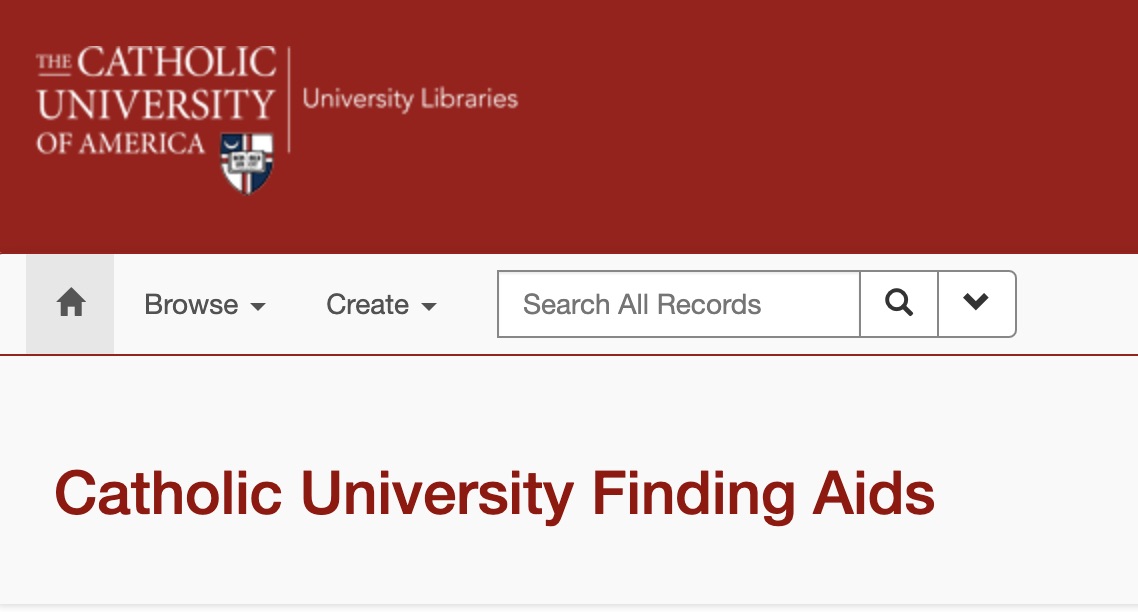 THE CATHOLIC
UNIVERSITY
OF AMERICA
University Libraries
Browse
Create
Search All Records
Catholic University Finding Aids